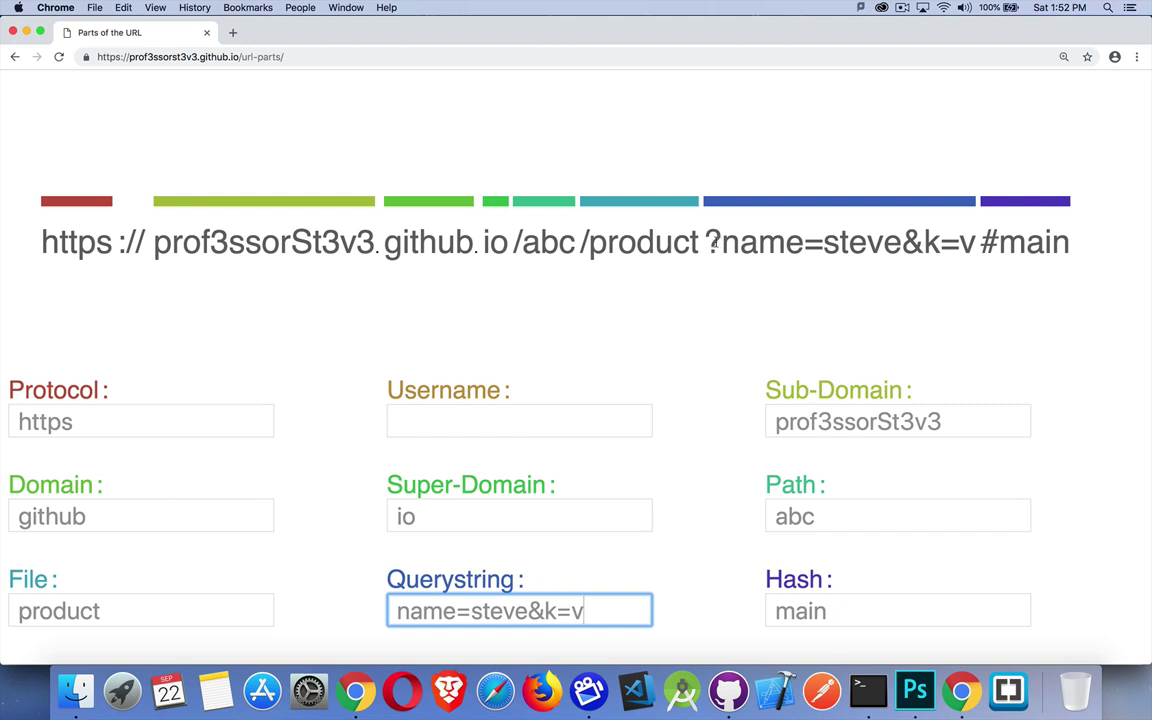 Chrome File Edit View History Bookmarks People Window Help 100% Sat 1:52 PM
Parts of the URL
https://prof3ssorst3v3.github.io/url-parts/
https :// prof3ssorSt3v3. github. io /abc /product ?name=steve&k=v #main
Protocol: Username: Sub-Domain:
https prof3ssorSt3v3
Domain: Super-Domain: Path:
github io abc
File: Querystring: Hash:
product name=steve&k=v main
SEP
22
>_
Ps